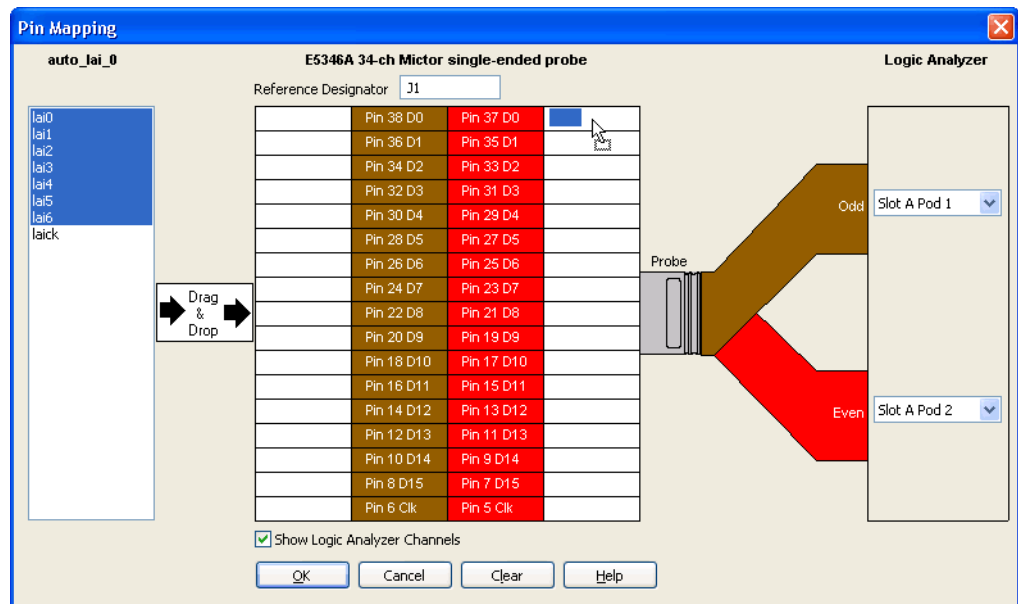 Pin Mapping
auto_lai_0
E5346A 34-ch Mictor single-ended probe
Logic Analyzer
Reference Designator J1
lai0
lai1
lai2
lai3
lai4
lai5
lai6
laick
Drag
&
Drop
Pin 38 D0 Pin 37 D0
Pin 36 D1 Pin 35 D1
Pin 34 D2 Pin 33 D2
Pin 32 D3 Pin 31 D3
Pin 30 D4 Pin 29 D4
Pin 28 D5 Pin 27 D5
Pin 26 D6 Pin 25 D6
Pin 24 D7 Pin 23 D7
Pin 22 D8 Pin 21 D8
Pin 20 D9 Pin 19 D9
Pin 18 D10 Pin 17 D10
Pin 16 D11 Pin 15 D11
Pin 14 D12 Pin 13 D12
Pin 12 D13 Pin 11 D13
Pin 10 D14 Pin 9 D14
Pin 8 D15 Pin 7 D15
Pin 6 Clk Pin 5 Clk
Probe
Odd
Slot A Pod 1
Even
Slot A Pod 2
Show Logic Analyzer Channels
OK Cancel Clear Help